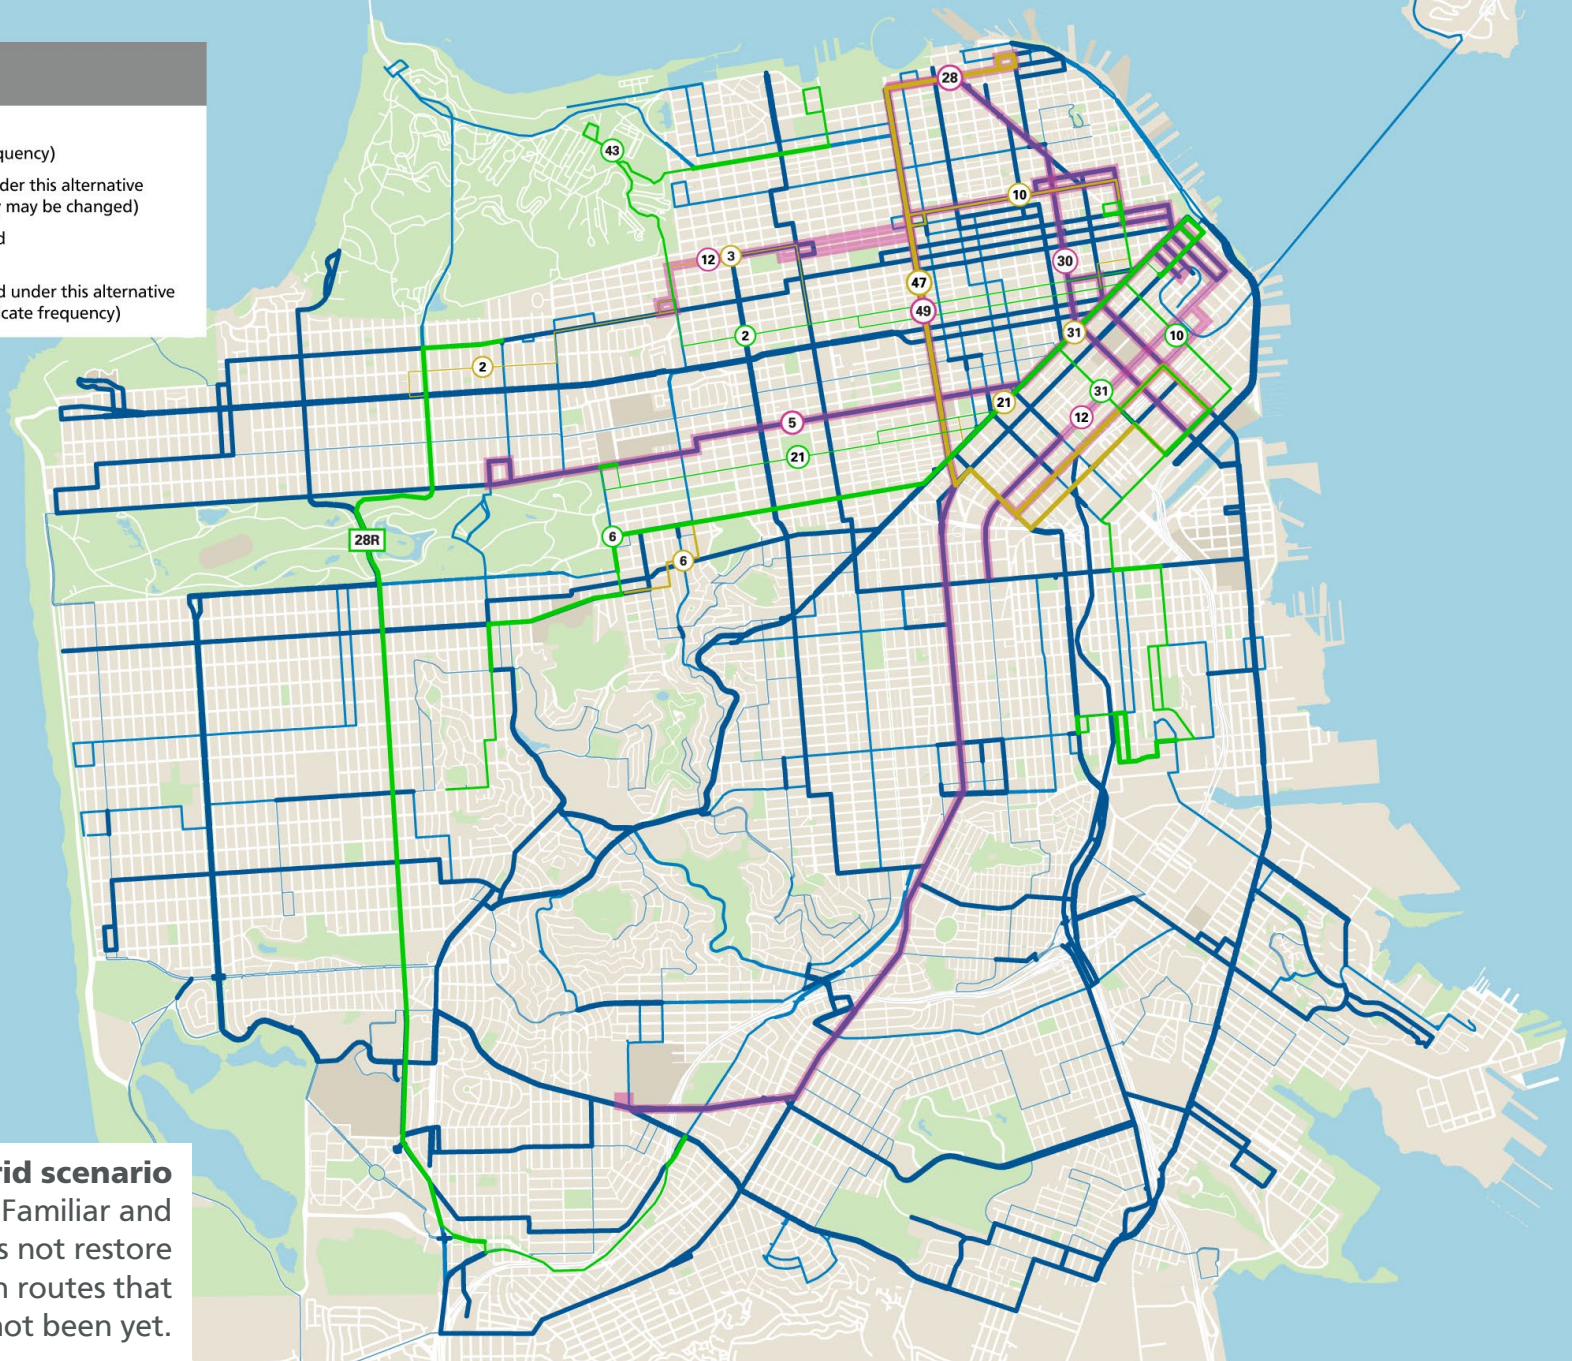 quency)
der this alternative
may be changed)
d
d under this alternative
cate frequency)
28
43
10
12
3
30
47
49
31
2
10
2
31
21
12
5
21
6
28R
6
rid scenario
Familiar and
s not restore
n routes that
not been yet.